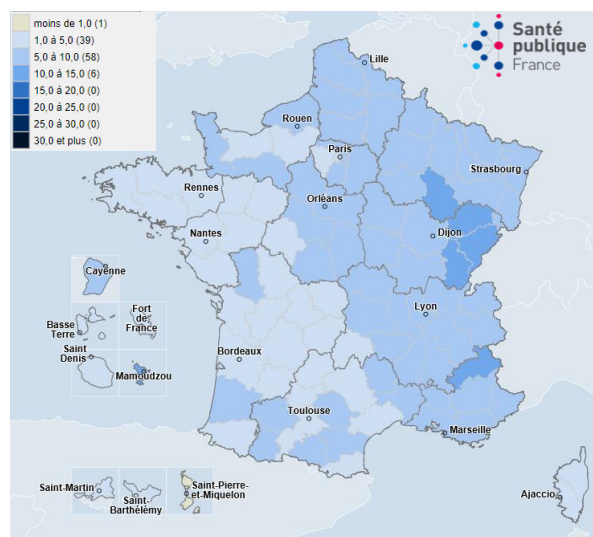 moins de 1,0 (1)
1,0 à 5,0 (39)
5,0 à 10,0 (58)
10,0 à 15,0 (6)
15,0 à 20,0 (0)
20,0 à 25,0 (0)
25,0 à 30,0 (0)
30,0 et plus (0)
Santé
publique
France
Lille
Rouen
Paris
Strasbourg
Rennes
Orléans
Nantes
Dijon
Cayenne
Lyon
Basse
Terre
Fort
de
France
Saint
Denis
Mamoudzou
Bordeaux
Toulouse
Marseille
Saint-Martin
Saint-
Barthélémy
Saint-Pierre-
et-Miquelon
Ajaccio